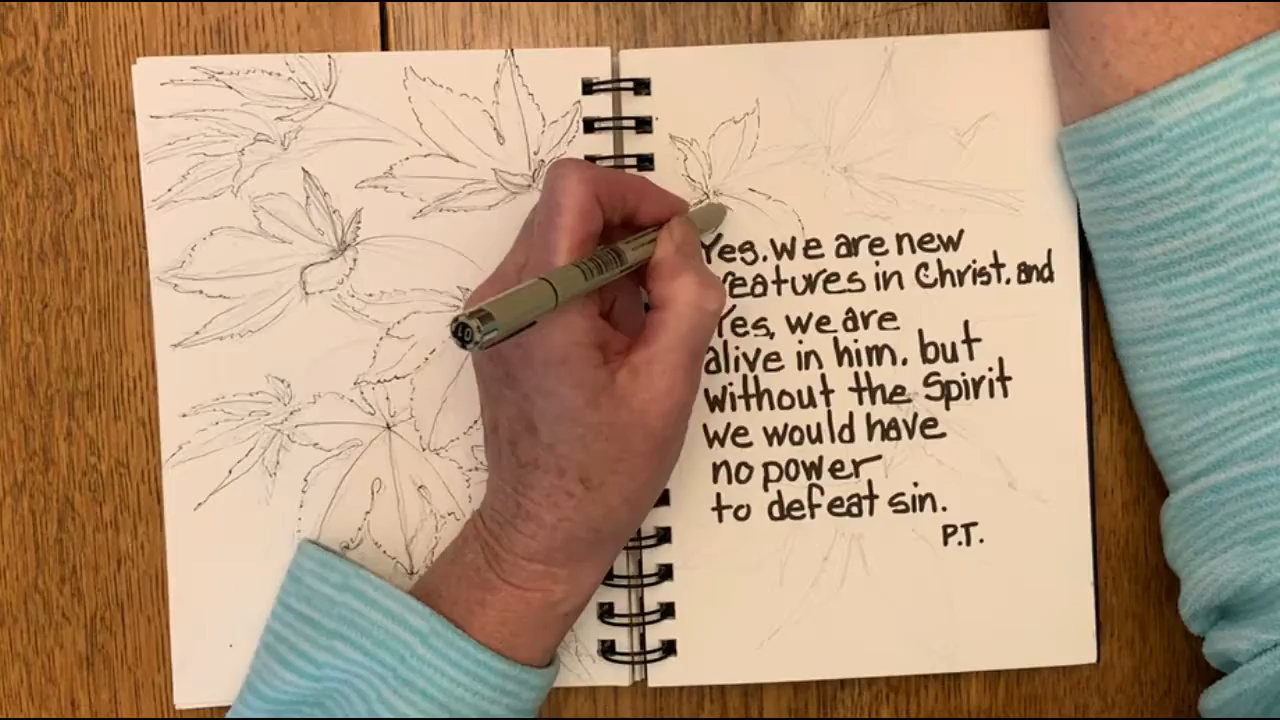 Yes. We are new
creatures in Christ. and
Yes, we are
alive in him. but
without the Spirit
we would have
no power
to defeat sin.
P.T.